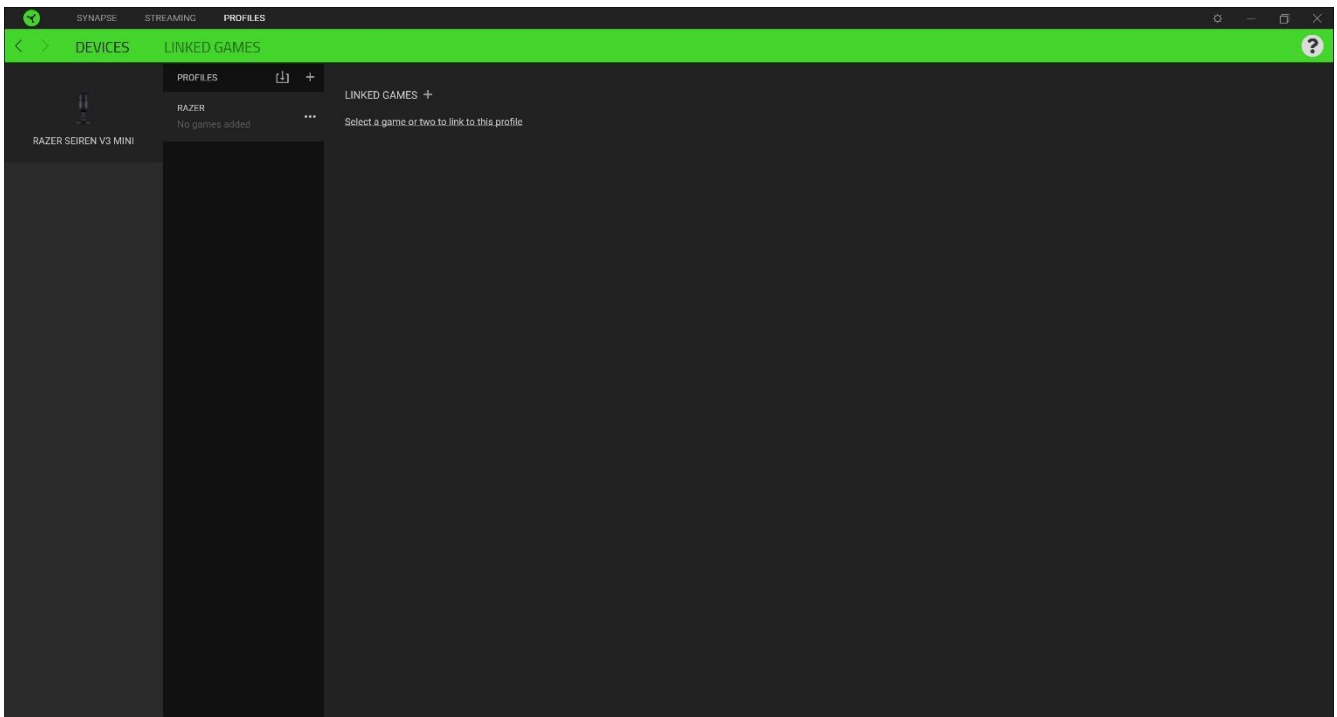 SYNAPSE STREAMING PROFILES
DEVICES LINKED GAMES
?
RAZER SEIREN V3 MINI
PROFILES
RAZER
No games added
LINKED GAMES
Select a game or two to link to this profile